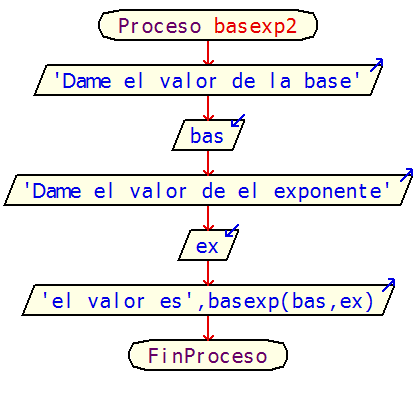 Proceso basexp2
'Dame el valor de la base'
bas
'Dame el valor de el exponente'
ex
'el valor es',basexp(bas,ex)
FinProceso